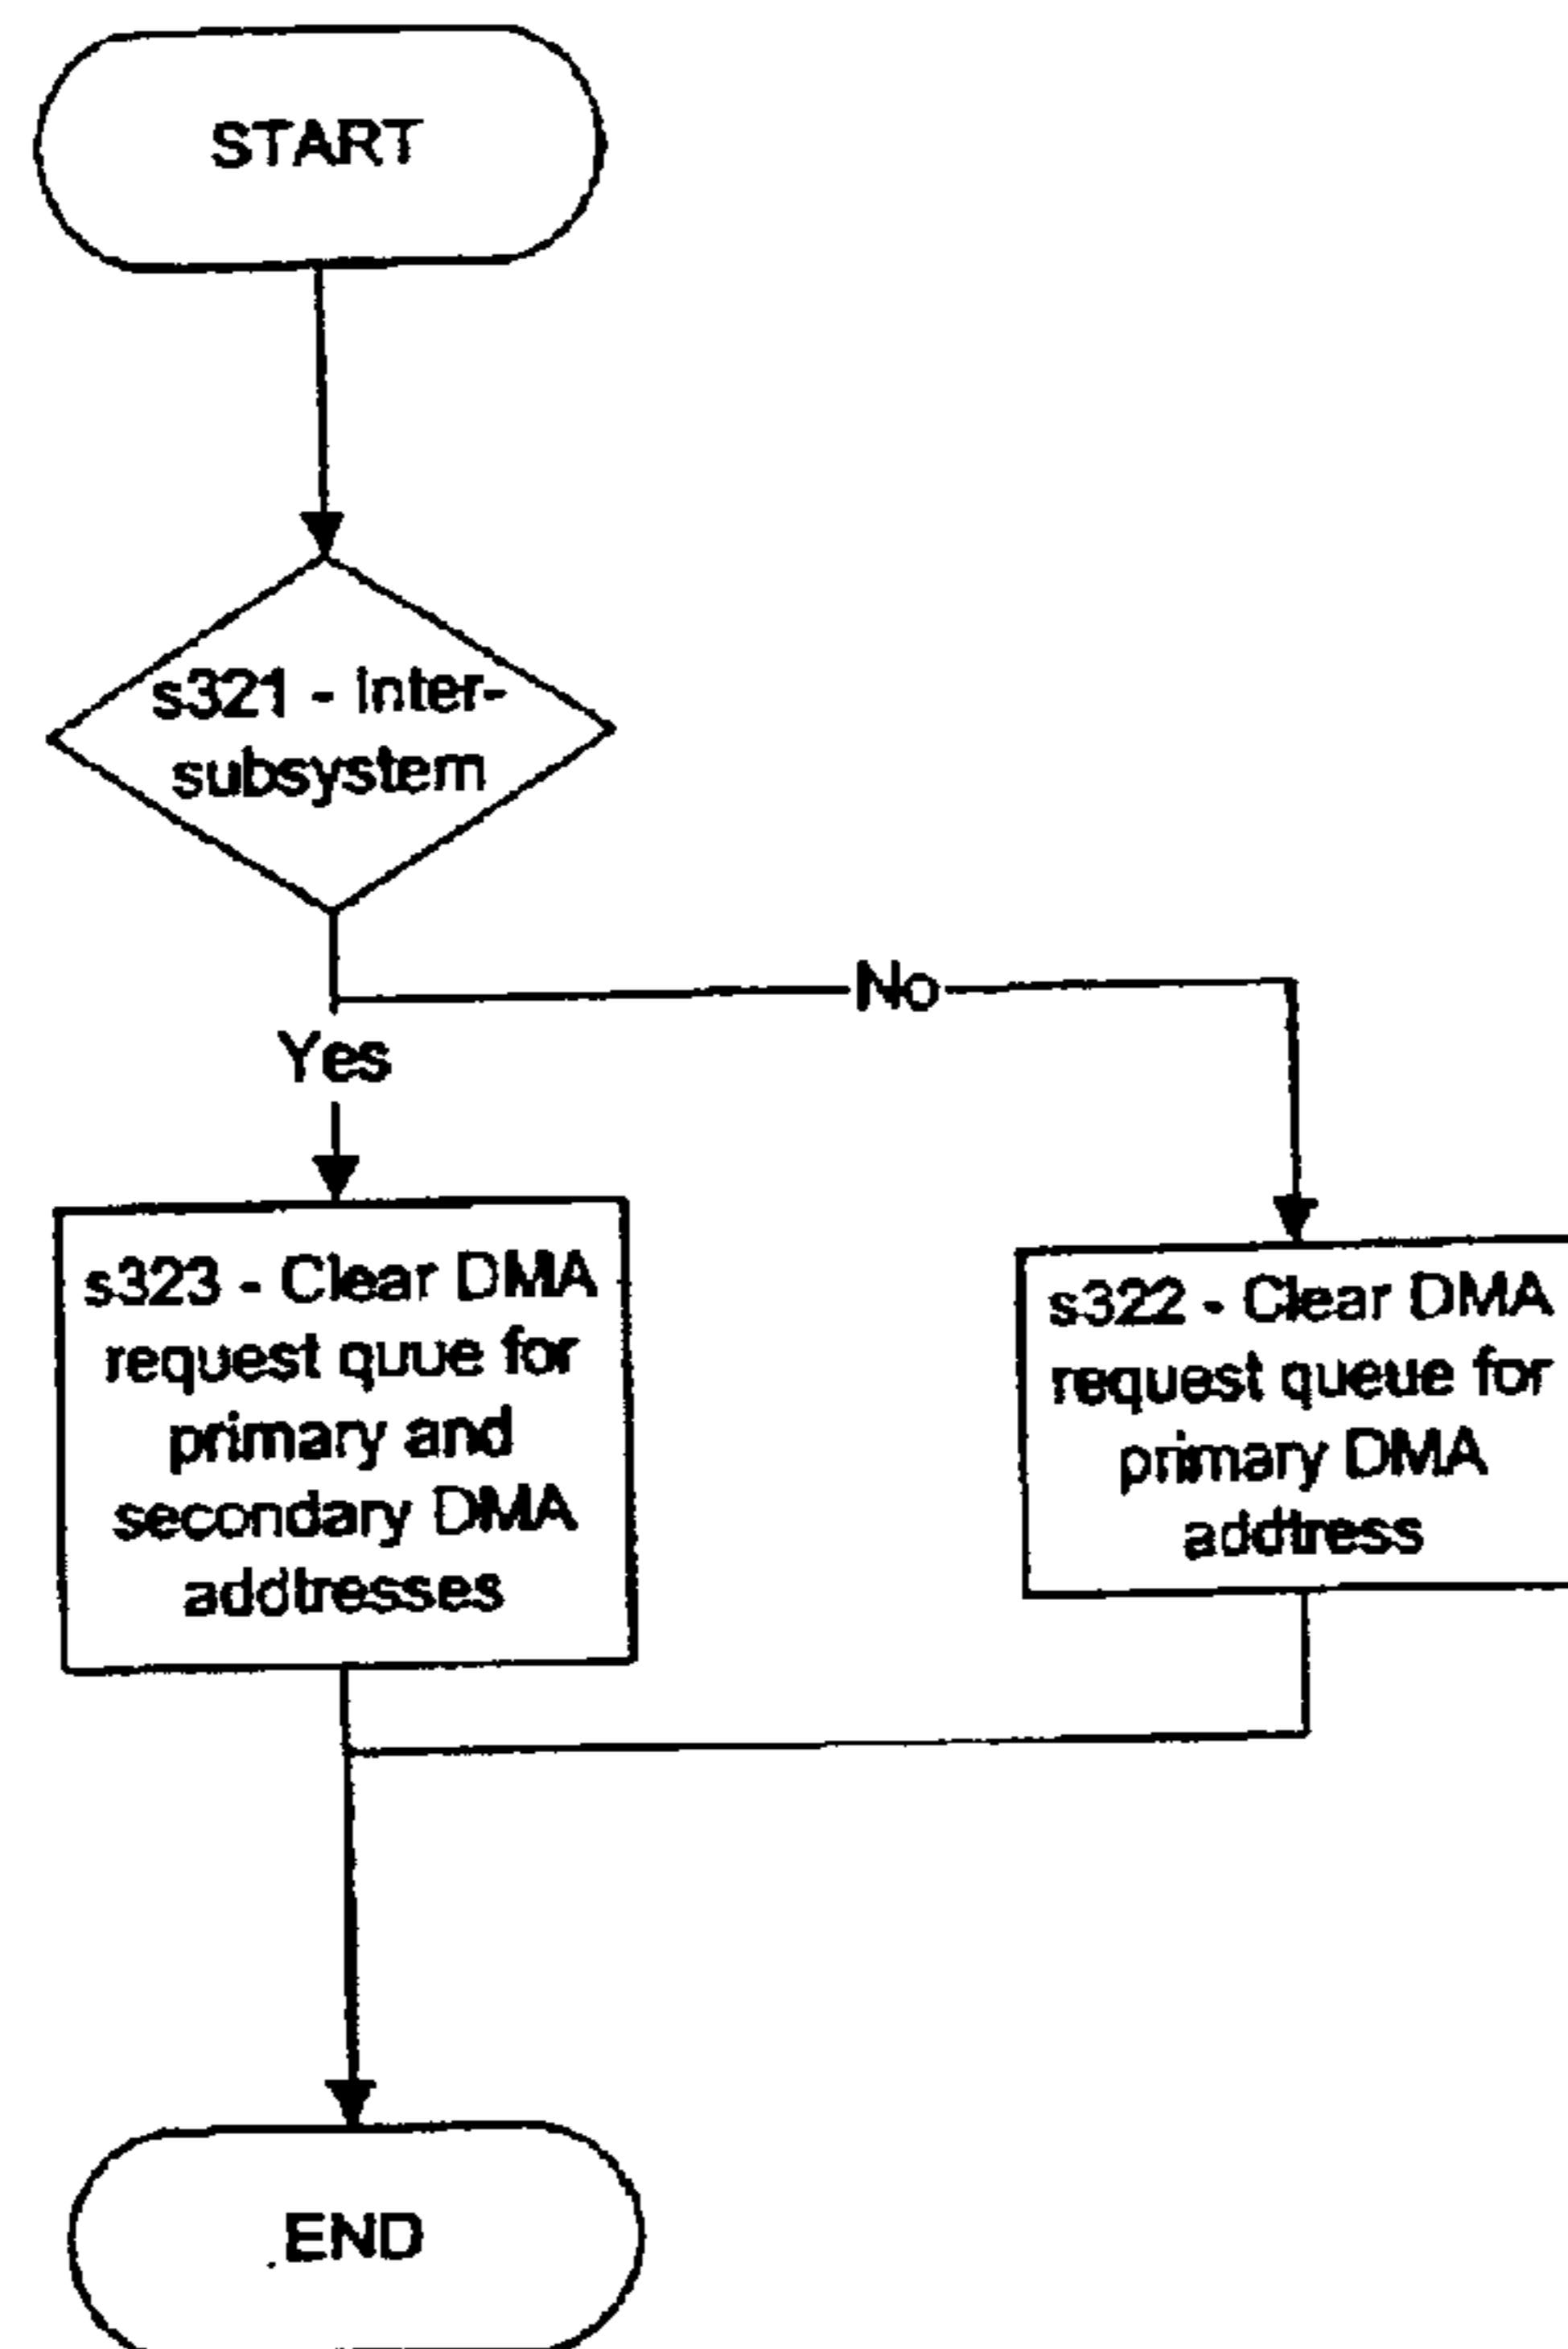 START
s321 - Inter-
subsystem
No
Yes
s323 - Clear DMA
request quue for
primary and
secondary DMA
addtresses
s322 - Clear DMA
request queue for
primary DMA
addtress
END